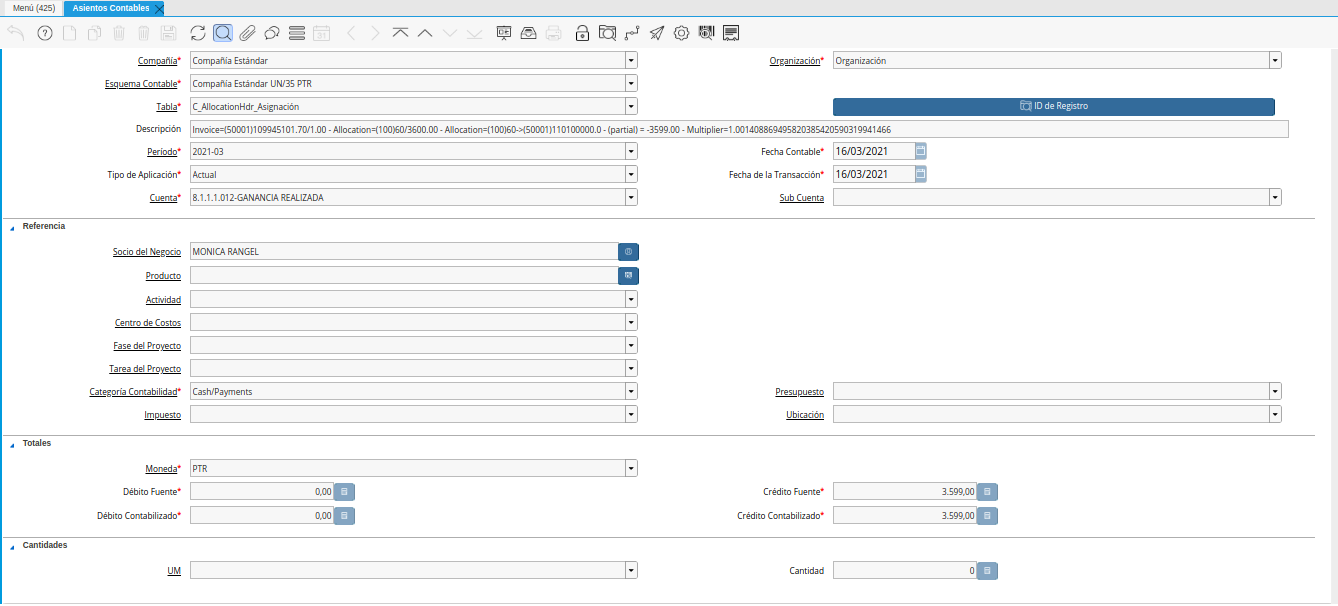 Menú (425) Asientos Contables
Compañía* Compañía Estándar Organización* Organización
Esquema Contable* Compañía Estándar UN/35 PTR
Tabla* C_AllocationHdr_Asignación ID de Registro
Descripción Invoice=(50001)109945101.70/1.00 - Allocation=(100)60/3600.00 - Allocation=(100)60->(50001)110100000.0 - (partial) = -3599.00 - Multiplier=1.001408869495820385420590319941466
Período* 2021-03 Fecha Contable* 16/03/2021
Tipo de Aplicación* Actual Fecha de la Transacción* 16/03/2021
Cuenta* 8.1.1.1.012-GANANCIA REALIZADA Sub Cuenta
Referencia
Socio del Negocio MONICA RANGEL
Producto
Actividad
Centro de Costos
Fase del Proyecto
Tarea del Proyecto
Categoría Contabilidad* Cash/Payments Presupuesto
Impuesto Ubicación
Totales
Moneda* PTR
Débito Fuente* 0,00 Crédito Fuente* 3.599,00
Débito Contabilizado* 0,00 Crédito Contabilizado* 3.599,00
Cantidades
UM Cantidad 0